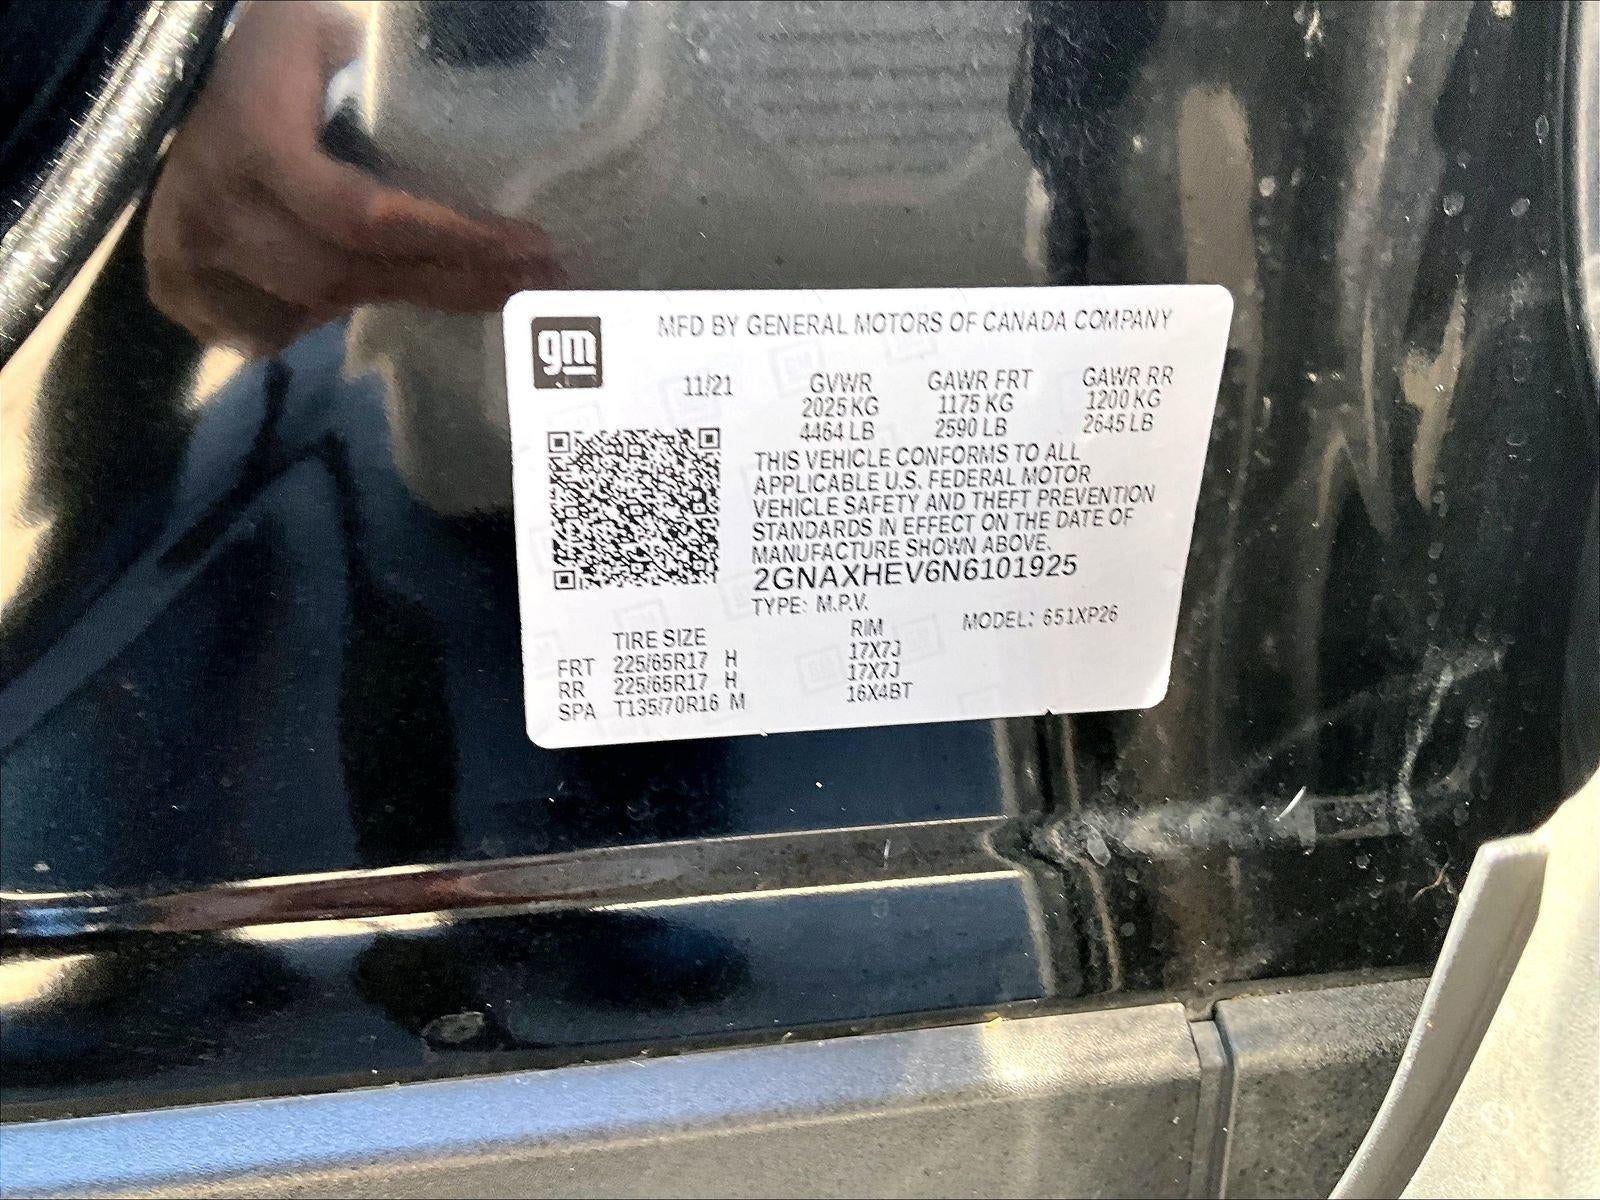 gm
MFD BY GENERAL MOTORS OF CANADA COMPANY
11/21 GVWR GAWR FRT GAWR RR
2025 KG 1175 KG 1200 KG
4464 LB 2590 LB 2645 LB
THIS VEHICLE CONFORMS TO ALL
APPLICABLE U.S. FEDERAL MOTOR
VEHICLE SAFETY AND THEFT PREVENTION
STANDARDS IN EFFECT ON THE DATE OF
MANUFACTURE SHOWN ABOVE.
2GNAXHEV6N6101925
TYPE: M.P.V. MODEL: 651XP26
TIRE SIZE RIM
FRT 225/65R17 H 17X7J
RR 225/65R17 H 17X7J
SPA T135/70R16 M 16X4BT